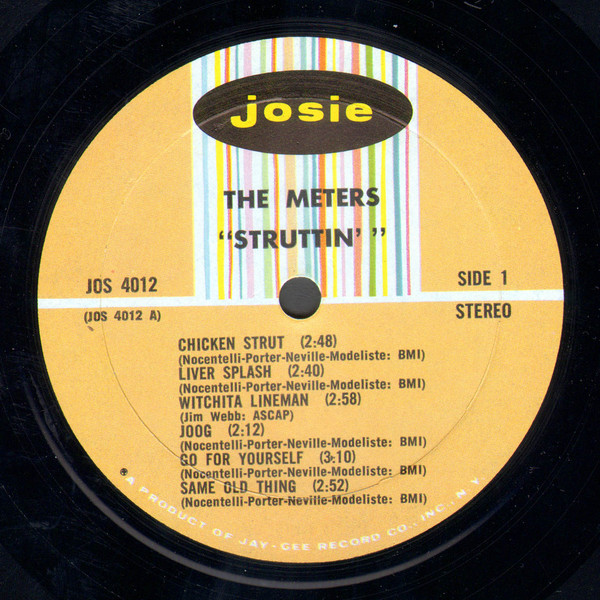 josie
THE METERS
“STRUTTIN’ ”
JOS 4012
SIDE 1
(JOS 4012 A)
STEREO
CHICKEN STRUT (2:48)
(Nocentelli-Porter-Neville-Modeliste: BMI)
LIVER SPLASH (2:40)
(Nocentelli-Porter-Neville-Modeliste: BMI)
WITCHITA LINEMAN (2:58)
(Jim Webb: ASCAP)
JOOG (2:12)
(Nocentelli-Porter-Neville-Modeliste: BMI)
GO FOR YOURSELF (3:10)
(Nocentelli-Porter-Neville-Modeliste: BMI)
SAME OLD THING (2:52)
(Nocentelli-Porter-Neville-Modeliste: BMI)
®A PRODUCT OF JAY-GEE RECORD CO., INC., N.Y.